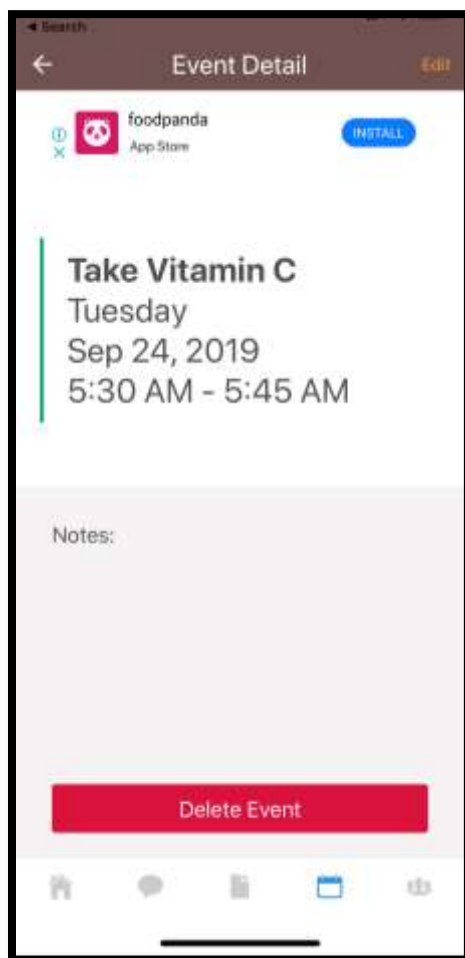 ◄ Search
Event Detail
Edit
foodpanda
App Store
INSTALL
Take Vitamin C
Tuesday
Sep 24, 2019
5:30 AM - 5:45 AM
Notes:
Delete Event